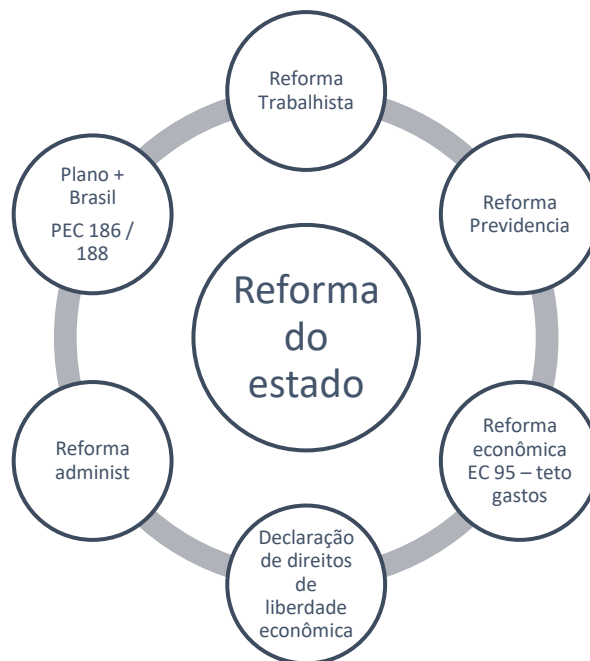 Reforma
Trabalhista
Reforma
Previdencia
Reforma
econômica
EC 95 – teto
gastos
Declaração
de direitos
de
liberdade
econômica
Reforma
administ
Plano +
Brasil
PEC 186 /
188
Reforma
do
estado